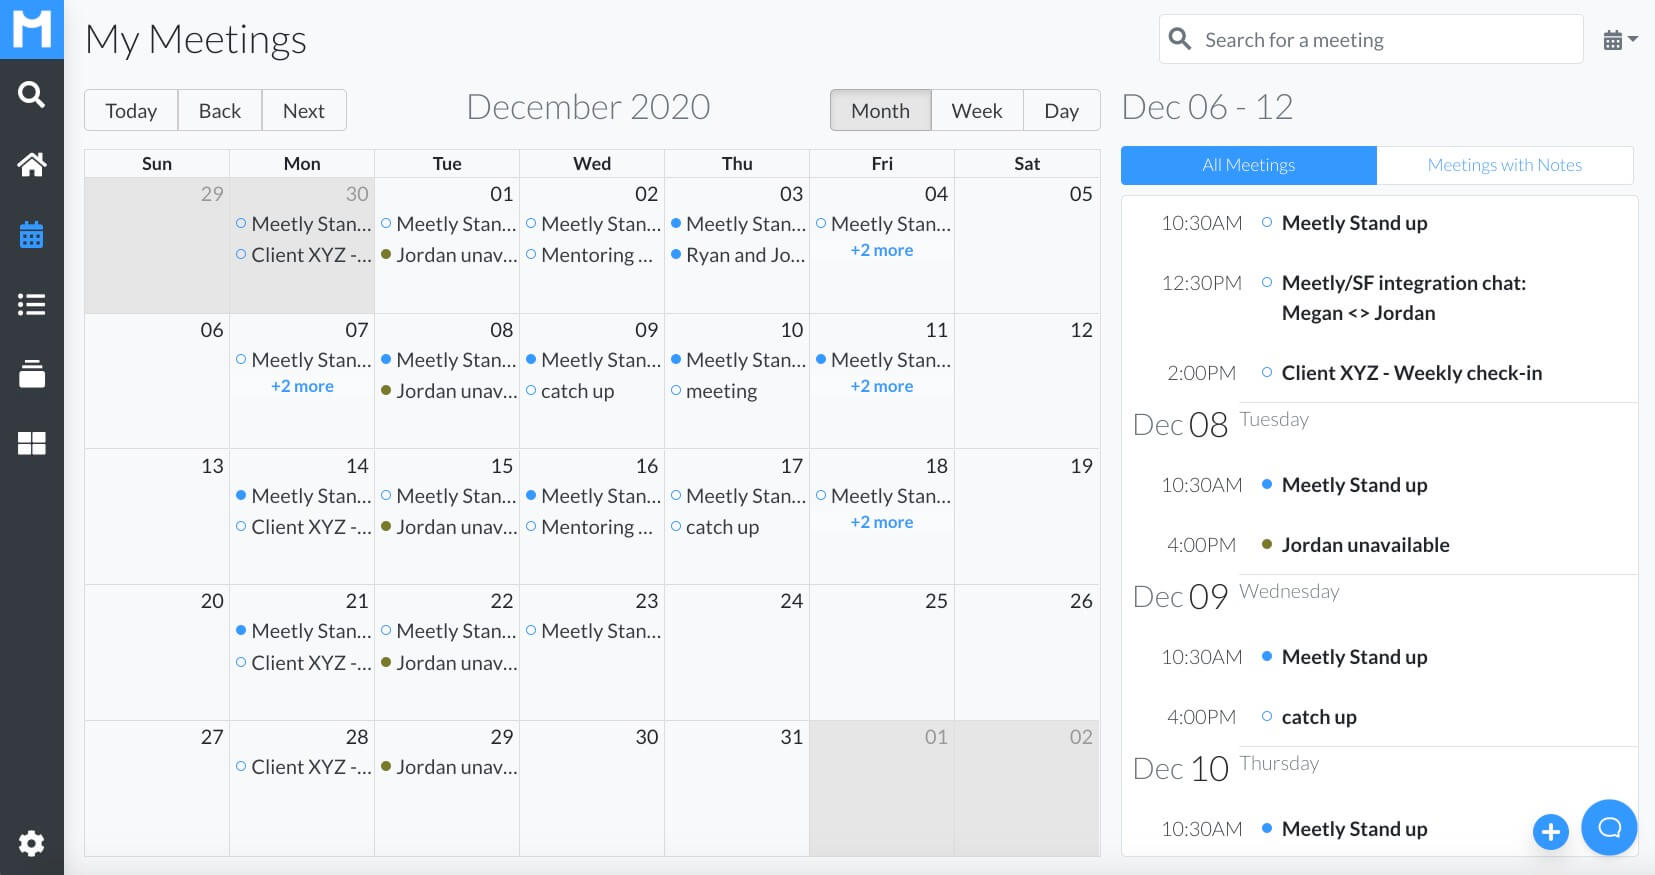 M
My Meetings
Search for a meeting
Today Back Next
December 2020
Month Week Day
Dec 06 - 12
All Meetings Meetings with Notes
Sun Mon Tue Wed Thu Fri Sat
29 30 01 02 03 04 05
Meetly Stan... Meetly Stan... Meetly Stan... Meetly Stan... Meetly Stan...
Client XYZ -... Jordan unav... Mentoring ... Ryan and Jo... +2 more
06 07 08 09 10 11 12
Meetly Stan... Meetly Stan... Meetly Stan... Meetly Stan... Meetly Stan...
+2 more Jordan unav... catch up meeting +2 more
13 14 15 16 17 18 19
Meetly Stan... Meetly Stan... Meetly Stan... Meetly Stan... Meetly Stan...
Client XYZ -... Jordan unav... Mentoring ... catch up +2 more
20 21 22 23 24 25 26
Meetly Stan... Meetly Stan... Meetly Stan...
Client XYZ -... Jordan unav...
27 28 29 30 31 01 02
Client XYZ -... Jordan unav...
10:30AM Meetly Stand up
12:30PM Meetly/SF integration chat:
Megan <> Jordan
2:00PM Client XYZ - Weekly check-in
Dec 08 Tuesday
10:30AM Meetly Stand up
4:00PM Jordan unavailable
Dec 09 Wednesday
10:30AM Meetly Stand up
4:00PM catch up
Dec 10 Thursday
10:30AM Meetly Stand up